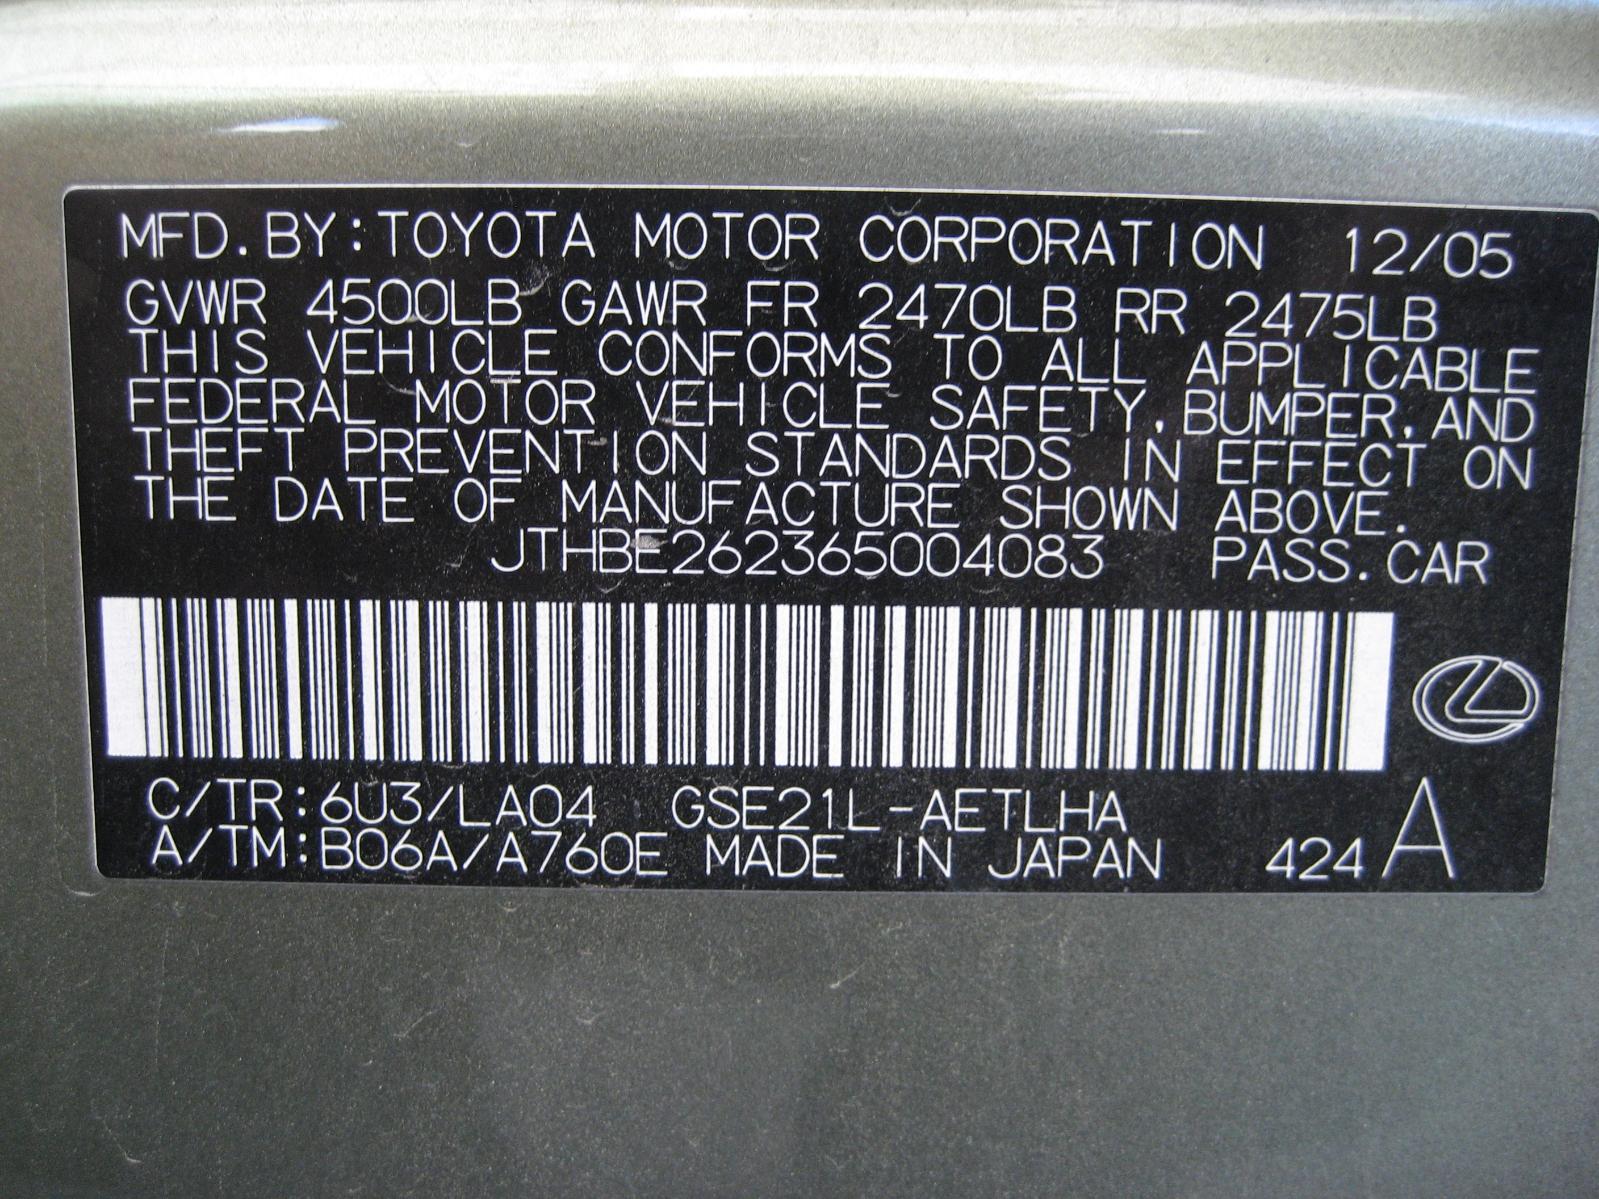 MFD. BY: TOYOTA MOTOR CORPORATION 12/05
GVWR 4500LB GAWR FR 2470LB RR 2475LB
THIS VEHICLE CONFORMS TO ALL APPLICABLE
FEDERAL MOTOR VEHICLE SAFETY, BUMPER, AND
THEFT PREVENTION STANDARDS IN EFFECT ON
THE DATE OF MANUFACTURE SHOWN ABOVE.
JTHBE262365004083 PASS. CAR
C/TR: 6U3/LA04 GSE21L-AETLHA
A/TM: B06A/A760E MADE IN JAPAN 424 A